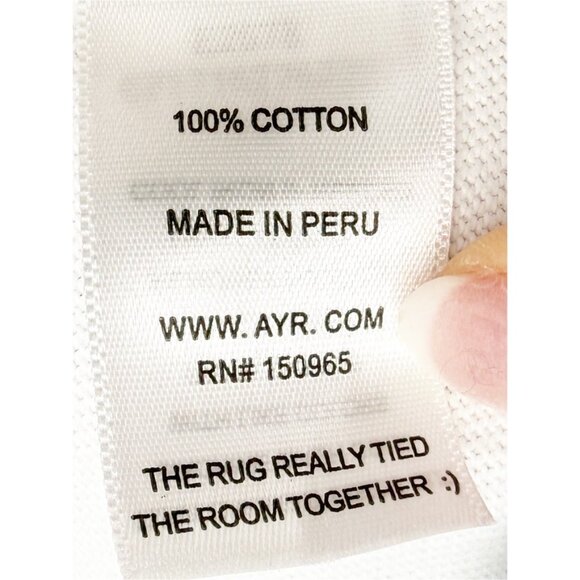 100% COTTON
MADE IN PERU
WWW. AYR. COM
RN# 150965
THE RUG REALLY TIED
THE ROOM TOGETHER :)